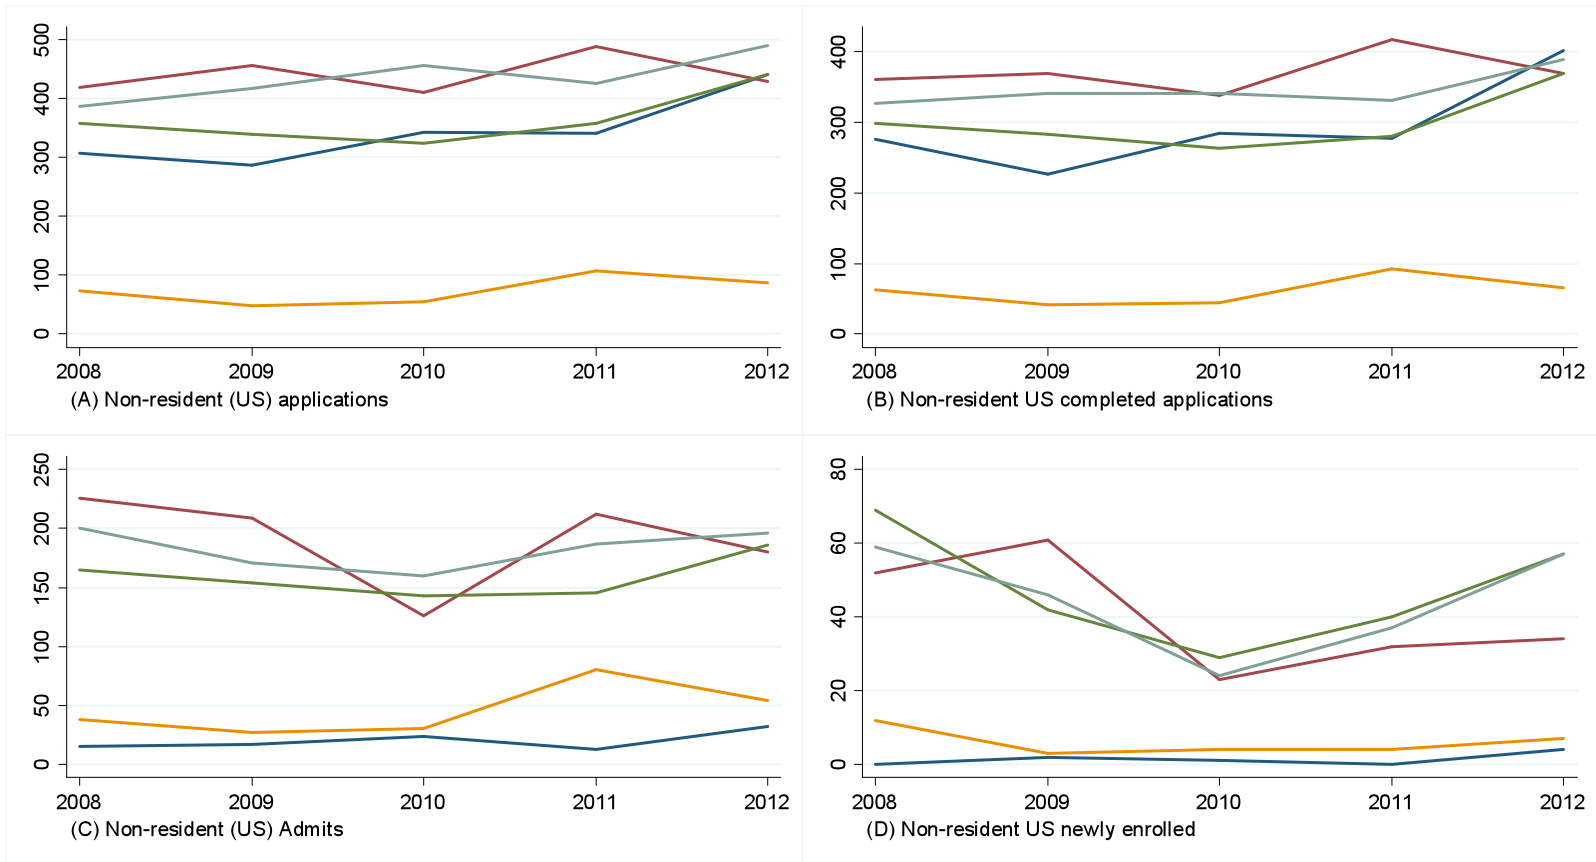 500
400
300
200
100
0
2008 2009 2010 2011 2012
(A) Non-resident (US) applications
400
300
200
100
0
2008 2009 2010 2011 2012
(B) Non-resident US completed applications
250
200
150
100
50
0
2008 2009 2010 2011 2012
(C) Non-resident (US) Admits
80
60
40
20
0
2008 2009 2010 2011 2012
(D) Non-resident US newly enrolled